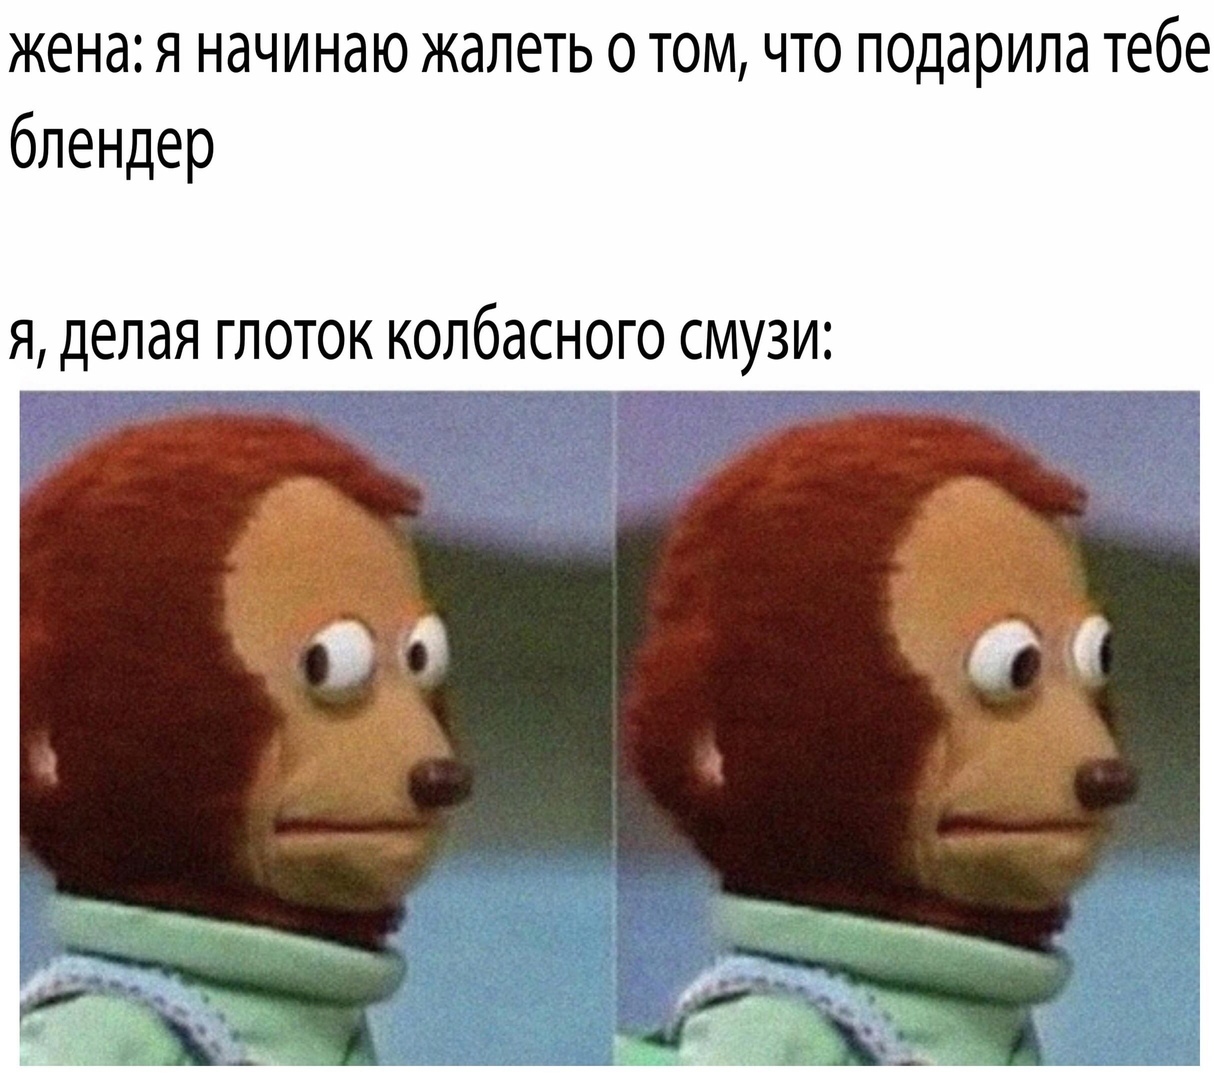 жена: я начинаю жалеть о том, что подарила тебе
блендер
я, делая глоток колбасного смузи: